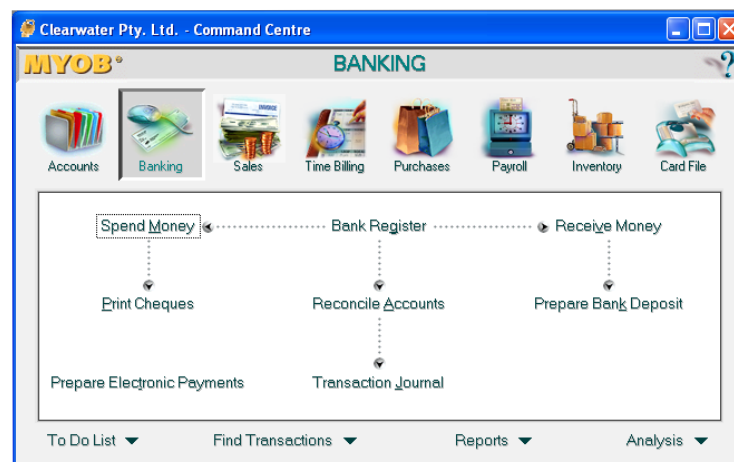 Clearwater Pty. Ltd. - Command Centre
MYOB® BANKING ?
Accounts Banking Sales Time Billing Purchases Payroll Inventory Card File
Spend Money Bank Register Receive Money
Print Cheques Reconcile Accounts Prepare Bank Deposit
Prepare Electronic Payments Transaction Journal
To Do List Find Transactions Reports Analysis